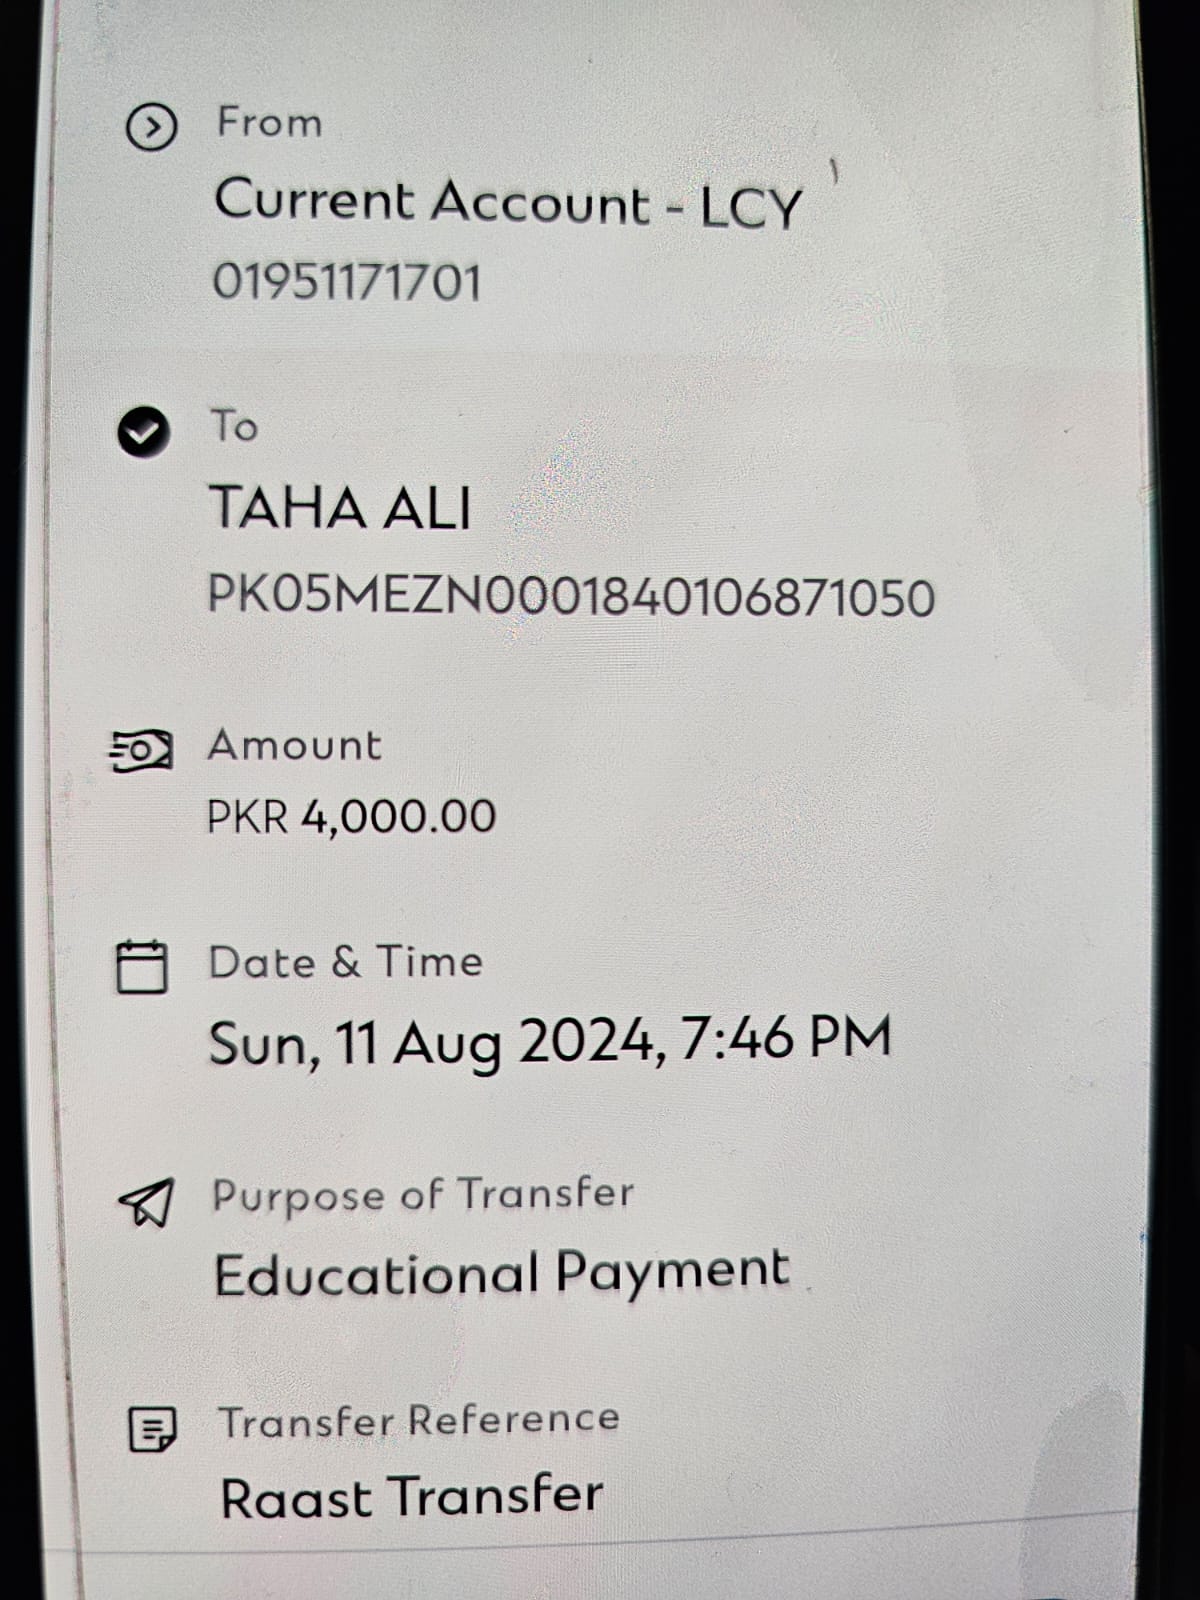 From
Current Account - LCY
01951171701
To
TAHA ALI
PK05MEZN0001840106871050
Amount
PKR 4,000.00
Date & Time
Sun, 11 Aug 2024, 7:46 PM
Purpose of Transfer
Educational Payment
Transfer Reference
Raast Transfer